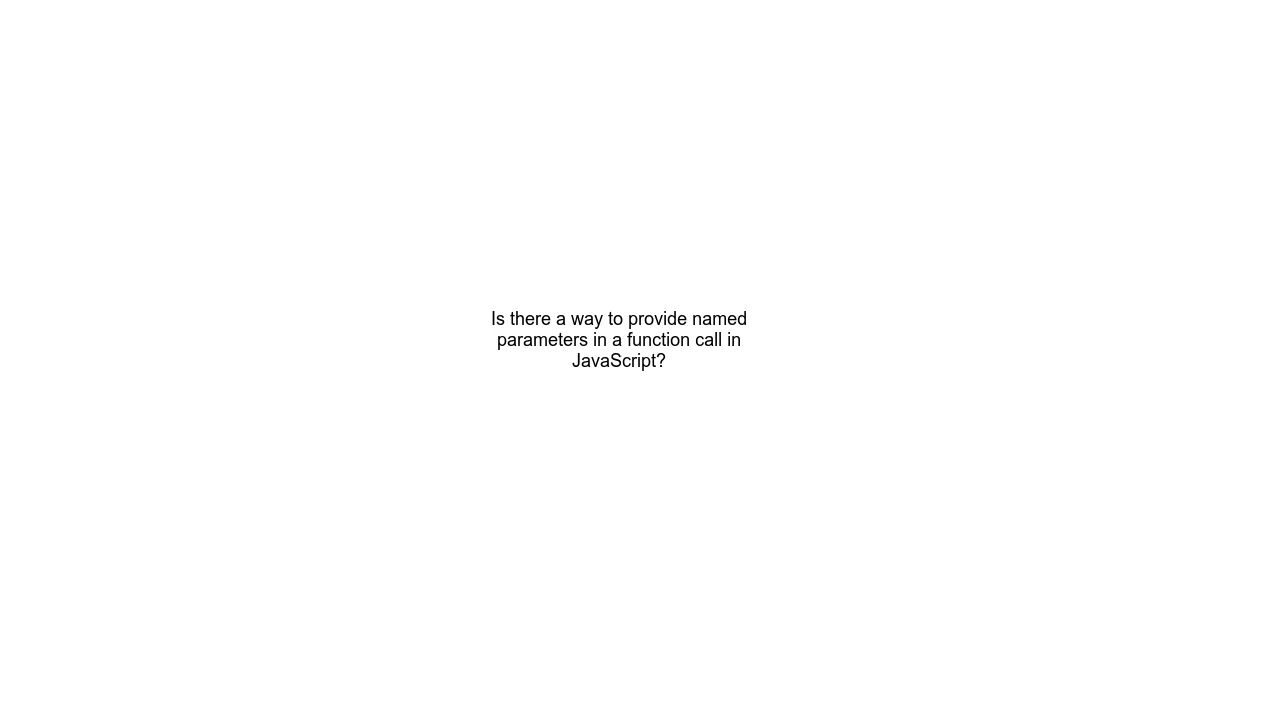 Is there a way to provide named
parameters in a function call in
JavaScript?